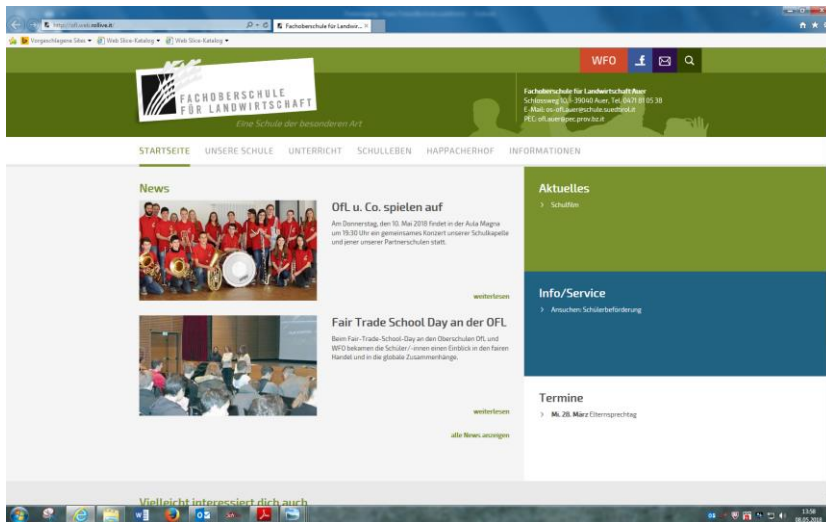 Fachoberschule für Landwir...
Vorgeschlagene Sites
Web Slice-Katalog
Web Slice-Katalog
WFO
FACHOBERSCHULE
FÜR LANDWIRTSCHAFT
Eine Schule der besonderen Art
Fachoberschule für Landwirtschaft Auer
Schlossweg 10, I-39040 Auer, Tel. 0471 81 05 38
E-Mail: os-ofl.auer@schule.suedtirol.it
PEC: ofl.auer@pec.prov.bz.it
STARTSEITE UNSERE SCHULE UNTERRICHT SCHULLEBEN HAPPACHERHOF INFORMATIONEN
News
OfL u. Co. spielen auf
Am Donnerstag, den 10. Mai 2018 findet in der Aula Magna
um 19:30 Uhr ein gemeinsames Konzert unserer Schulkapelle
und jener unserer Partnerschulen statt.
weiterlesen
Fair Trade School Day an der OFL
Beim Fair-Trade-School-Day an den Oberschulen OfL und
WFO bekamen die Schüler/-innen einen Einblick in den fairen
Handel und in die globale Zusammenhänge.
weiterlesen
alle News anzeigen
Aktuelles
> Schulfilm
Info/Service
> Ansuchen: Schülerbeförderung
Termine
> Mi. 28. März Elternsprechtag
Vielleicht interessiert dich auch
13:58
08.05.2018